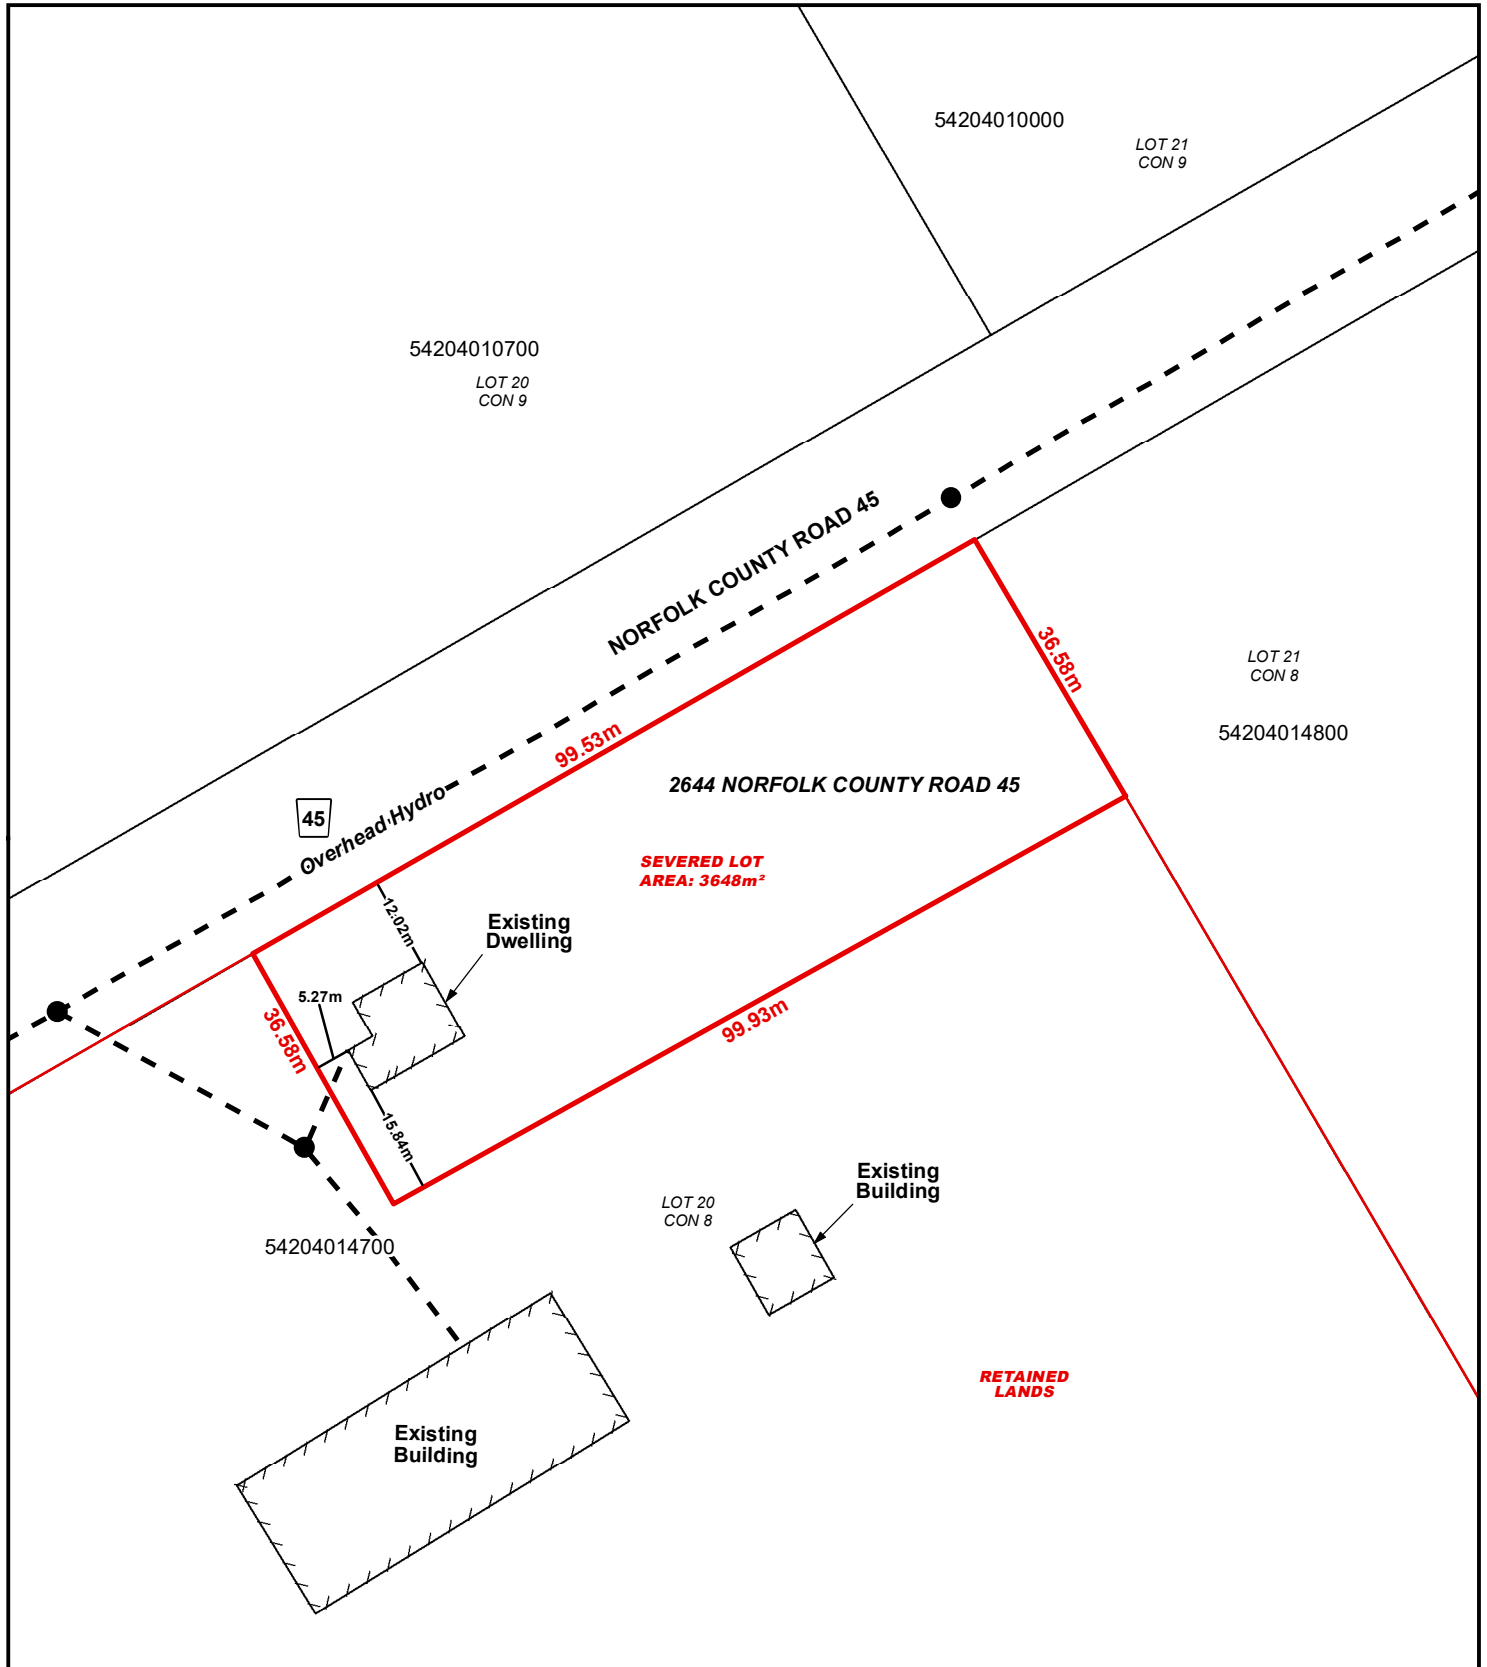 54204010000
LOT 21
CON 9
54204010700
LOT 20
CON 9
NORFOLK COUNTY ROAD 45
36.58m
LOT 21
CON 8
54204014800
99.53m
2644 NORFOLK COUNTY ROAD 45
45
Overhead Hydro
SEVERED LOT
AREA: 3648m²
12.02m
Existing
Dwelling
5.27m
36.58m
99.93m
15.84m
Existing
Building
LOT 20
CON 8
54204014700
RETAINED
LANDS
Existing
Building